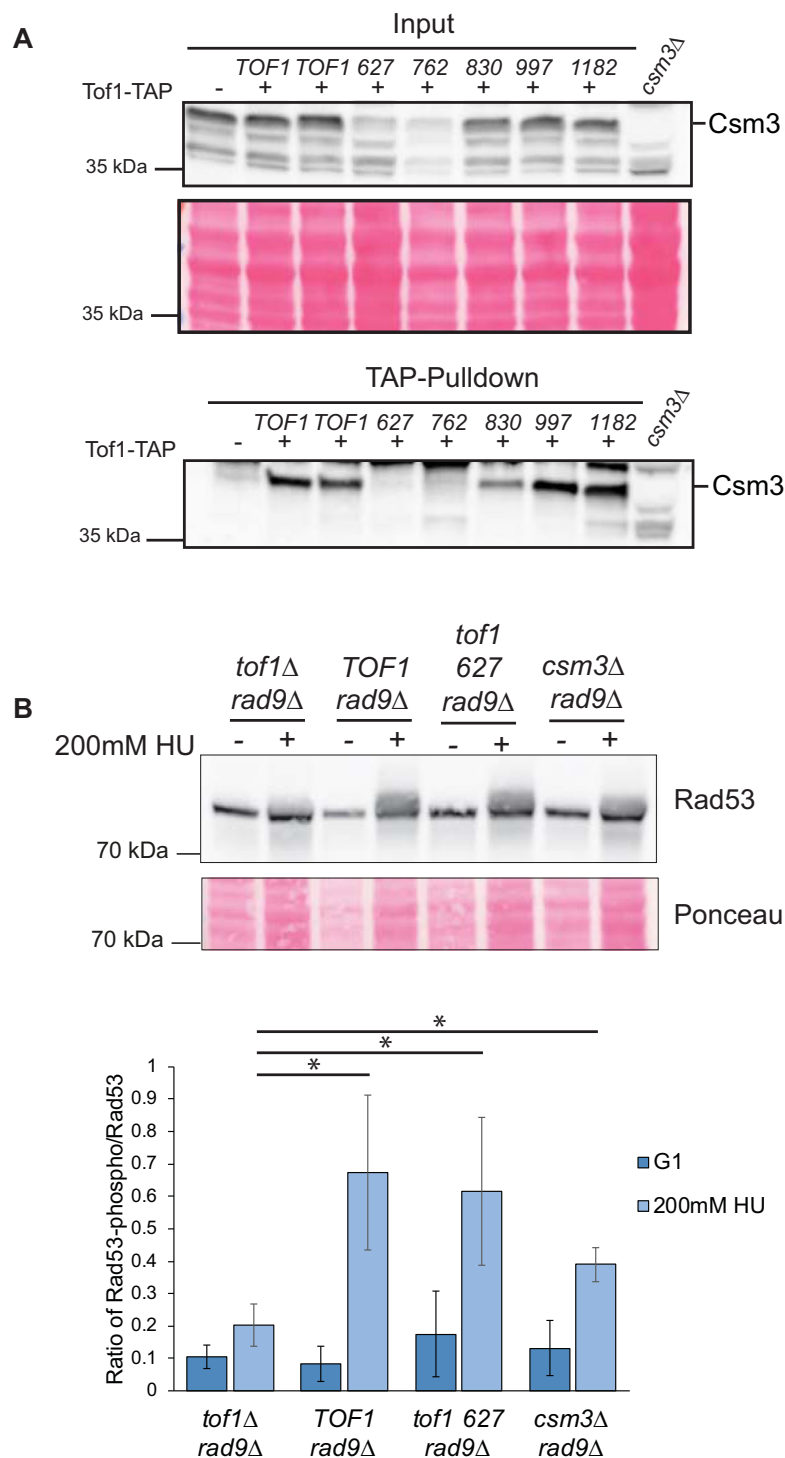 A
Input
TOF1 TOF1 627 762 830 997 1182 csm3Δ
Tof1-TAP - + + + + + + +
Csm3
35 kDa
35 kDa
TAP-Pulldown
TOF1 TOF1 627 762 830 997 1182 csm3Δ
Tof1-TAP - + + + + + + +
Csm3
35 kDa
B
tof1Δ rad9Δ
TOF1 rad9Δ
tof1 627 rad9Δ
csm3Δ rad9Δ
200mM HU - + - + - + - +
Rad53
70 kDa
Ponceau
70 kDa
*
*
*
Ratio of Rad53-phospho/Rad53
1
0.9
0.8
0.7
0.6
0.5
0.4
0.3
0.2
0.1
0
G1
200mM HU
tof1Δ TOF1 tof1 627 csm3Δ
rad9Δ rad9Δ rad9Δ rad9Δ